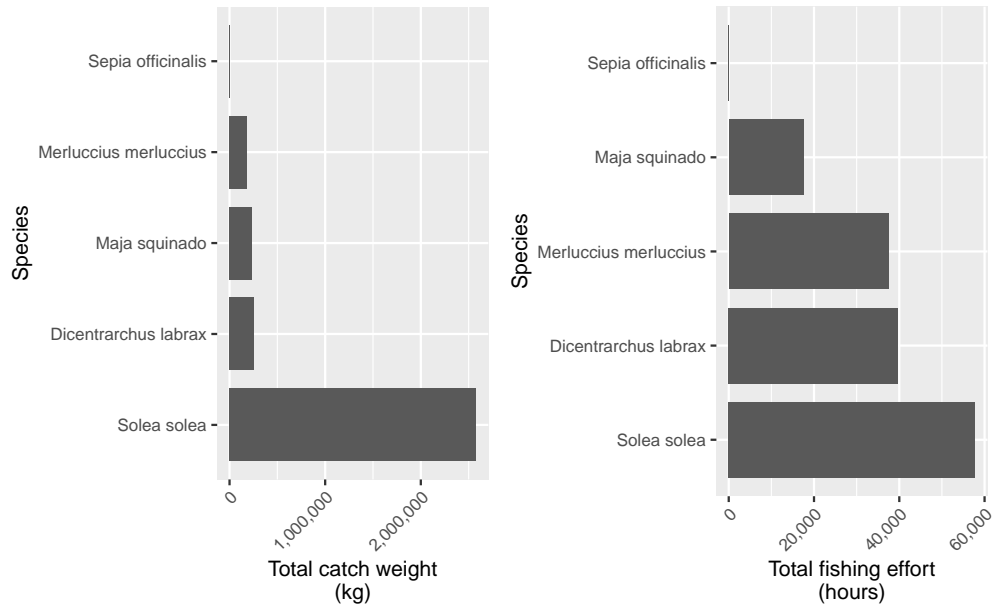 Species
Sepia officinalis
Merluccius merluccius
Maja squinado
Dicentrarchus labrax
Solea solea
0
1,000,000
2,000,000
Total catch weight
(kg)
Species
Sepia officinalis
Maja squinado
Merluccius merluccius
Dicentrarchus labrax
Solea solea
0
20,000
40,000
60,000
Total fishing effort
(hours)